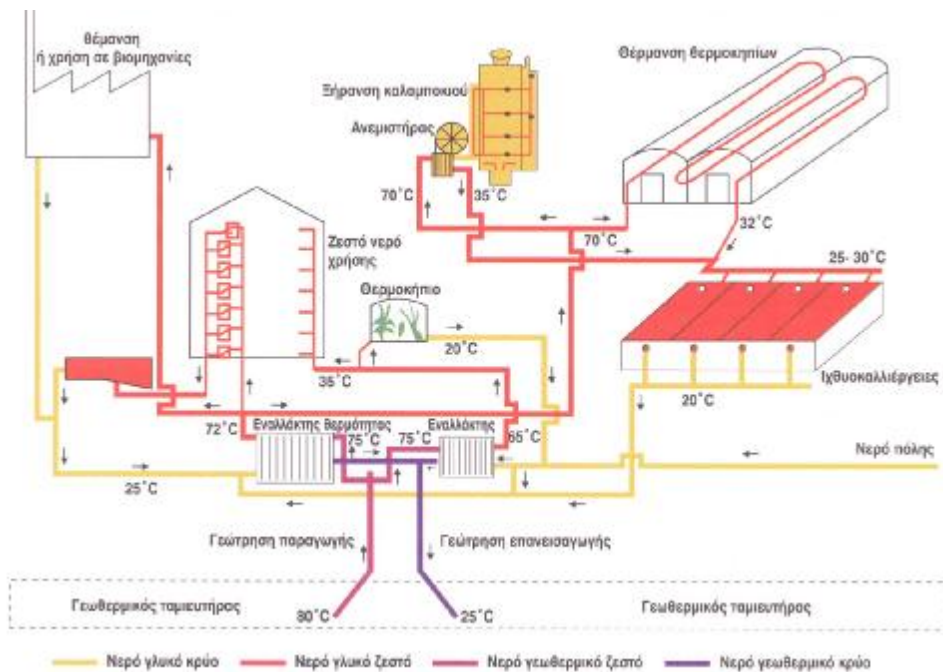 θέμανση
ή χρήση σε βιομηχανίες
Ξήρανση καλαμποκιού
Ανεμιστήρας
Θέρμανση θερμοκηπίων
70˚C
35˚C
70˚C
32˚C
25- 30˚C
Ζεστό νερό
χρήσης
Θερμοκήπιο
20˚C
35˚C
Ιχθυοκαλλιέργειες
20˚C
72˚C
Εναλλάκτης θερμότητας
Εναλλάκτης
75˚C
75˚C
65˚C
Νερό πόλης
25˚C
Γεώτρηση παραγωγής
Γεώτρηση επανεισαγωγής
Γεωθερμικός ταμιευτήρας
80˚C
25˚C
Γεωθερμικός ταμιευτήρας
Νερό γλυκό κρύο
Νερό γλυκό ζεστό
Νερό γεωθερμικό ζεστό
Νερό γεωθερμικό κρύο